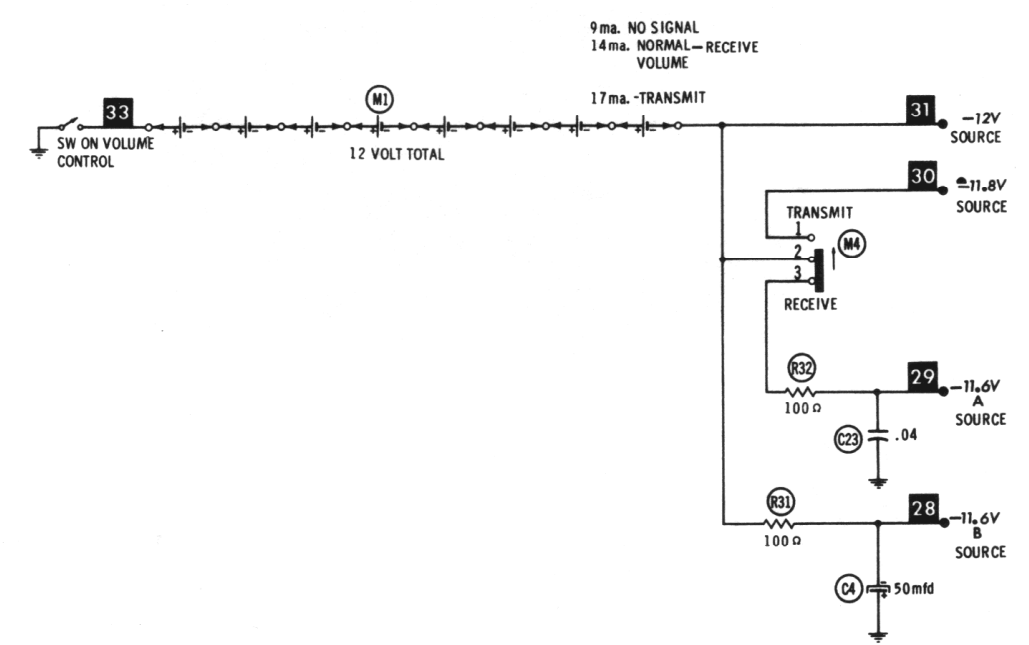 9ma. NO SIGNAL
14ma. NORMAL-RECEIVE
VOLUME
17ma.-TRANSMIT
33
M1
SW ON VOLUME
CONTROL
12 VOLT TOTAL
31
-12V
SOURCE
30
-11.8V
SOURCE
TRANSMIT
1
2
3
M4
RECEIVE
R32
100Ω
29
-11.6V
A
SOURCE
C23
.04
R31
100Ω
28
-11.6V
B
SOURCE
C4
50mfd